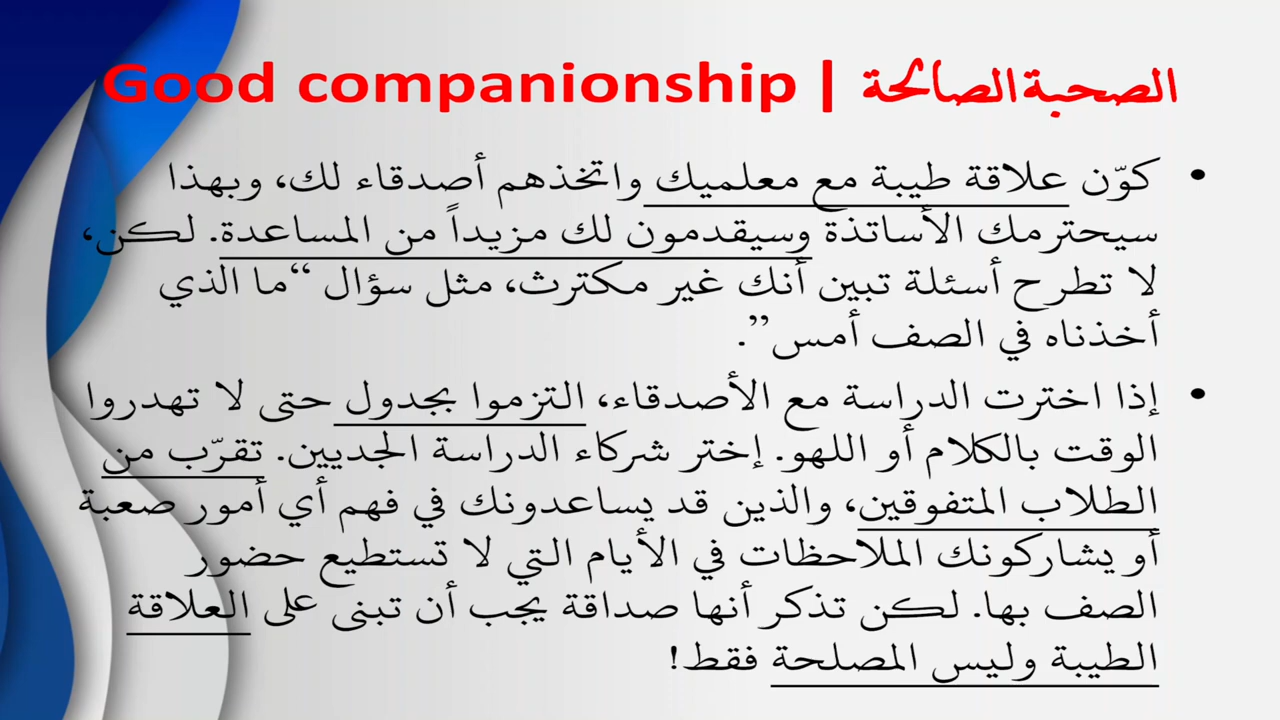 الصحبة الصالحة | Good companionship
• كوّن علاقة طيبة مع معلميك واتخذهم أصدقاء لك، وبهذا
سيحترمك الأساتذة وسيقدمون لك مزيداً من المساعدة. لكن،
لا تطرح أسئلة تبين أنك غير مكترث، مثل سؤال “ما الذي
أخذناه في الصف أمس”.
• إذا اخترت الدراسة مع الأصدقاء، التزموا بجدول حتى لا تهدروا
الوقت بالكلام أو اللهو. إختر شركاء الدراسة الجديين. تقرّب من
الطلاب المتفوقين، والذين قد يساعدونك في فهم أي أمور صعبة
أو يشاركونك الملاحظات في الأيام التي لا تستطيع حضور
الصف بها. لكن تذكر أنها صداقة يجب أن تبنى على العلاقة
الطيبة وليس المصلحة فقط!